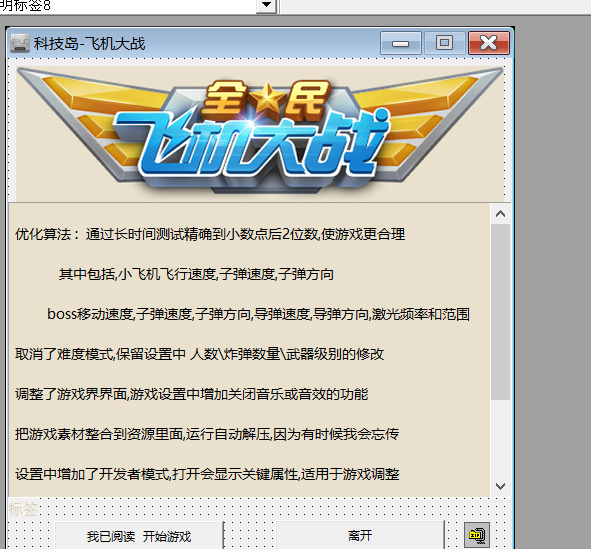 明标签8
科技岛-飞机大战
全民
飞机大战
优化算法：通过长时间测试精确到小数点后2位数,使游戏更合理
其中包括,小飞机飞行速度,子弹速度,子弹方向
boss移动速度,子弹速度,子弹方向,导弹速度,导弹方向,激光频率和范围
取消了难度模式,保留设置中 人数\炸弹数量\武器级别的修改
调整了游戏界界面,游戏设置中增加关闭音乐或音效的功能
把游戏素材整合到资源里面,运行自动解压,因为有时候我会忘传
设置中增加了开发者模式,打开会显示关键属性,适用于游戏调整
标签
我已阅读 开始游戏
离开